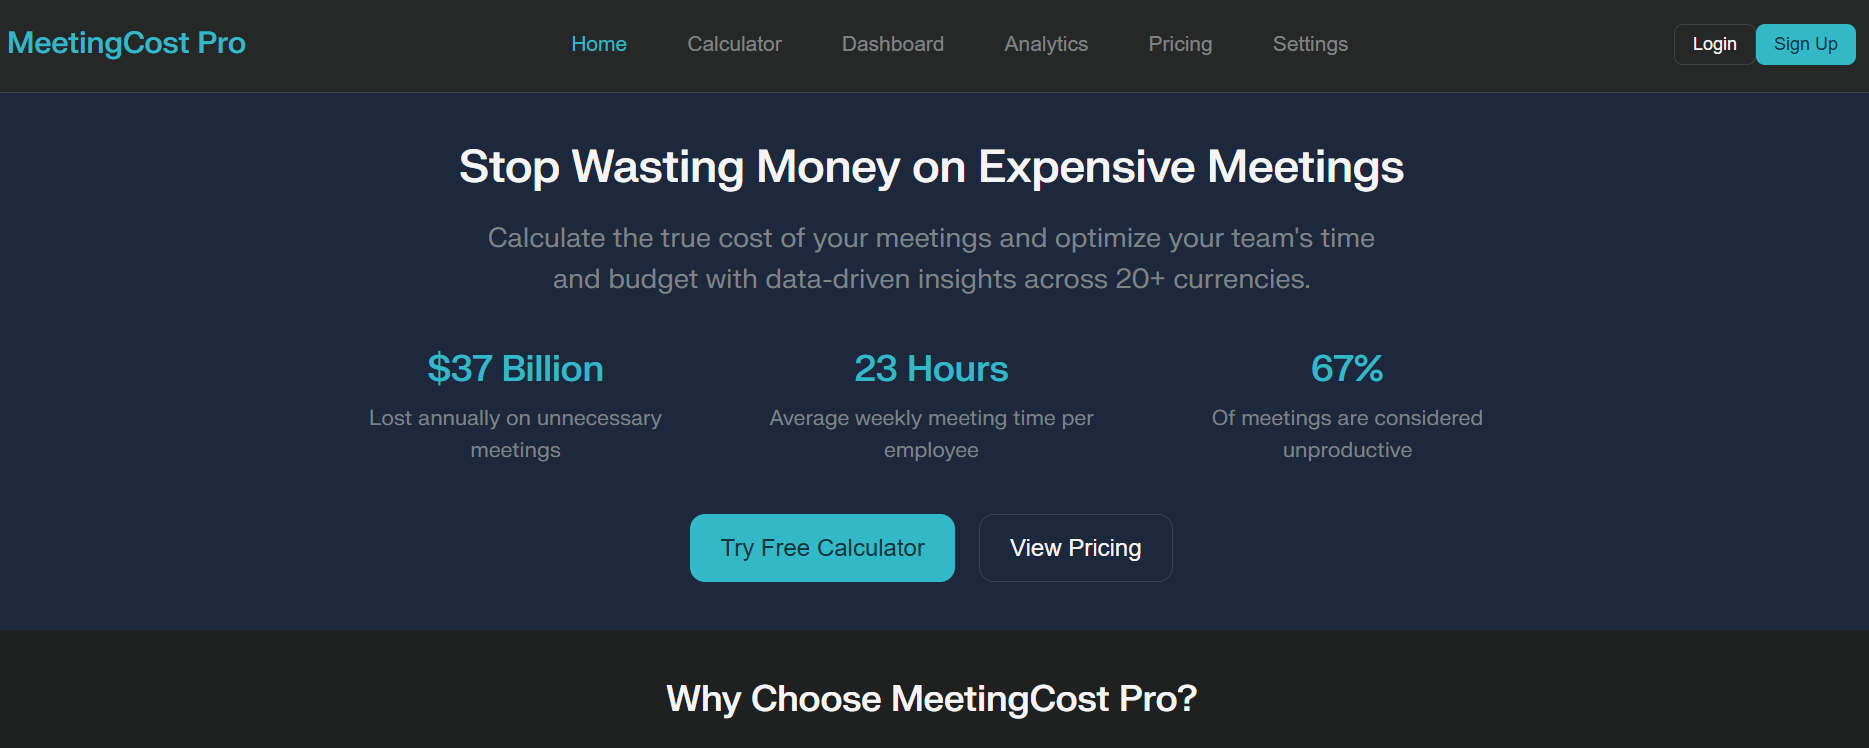 MeetingCost Pro
Home
Calculator
Dashboard
Analytics
Pricing
Settings
Login
Sign Up
Stop Wasting Money on Expensive Meetings
Calculate the true cost of your meetings and optimize your team's time
and budget with data-driven insights across 20+ currencies.
$37 Billion
Lost annually on unnecessary
meetings
23 Hours
Average weekly meeting time per
employee
67%
Of meetings are considered
unproductive
Try Free Calculator
View Pricing
Why Choose MeetingCost Pro?